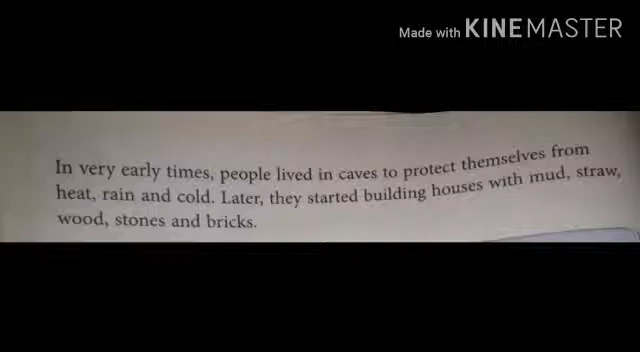 Made with KINEMASTER
In very early times, people lived in caves to protect themselves from
heat, rain and cold. Later, they started building houses with mud, straw,
wood, stones and bricks.